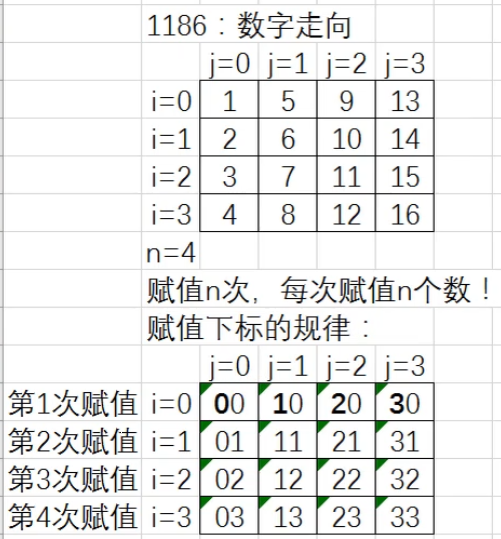 1186：数字走向
j=0 j=1 j=2 j=3
i=0 1 5 9 13
i=1 2 6 10 14
i=2 3 7 11 15
i=3 4 8 12 16
n=4
赋值n次，每次赋值n个数！
赋值下标的规律：
j=0 j=1 j=2 j=3
第1次赋值 i=0 00 10 20 30
第2次赋值 i=1 01 11 21 31
第3次赋值 i=2 02 12 22 32
第4次赋值 i=3 03 13 23 33